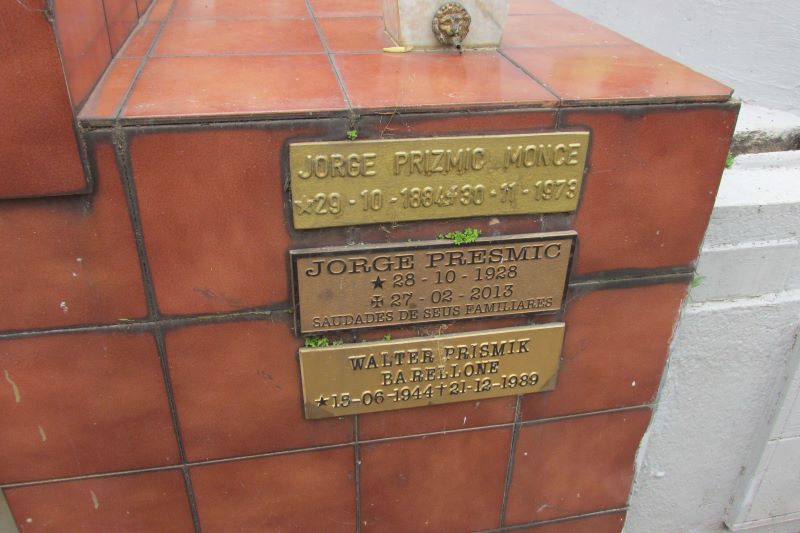 JORGE PRIZMIC MONCE
★29-10-1884✝30-11-1973
JORGE PRESMIC
★ 28-10-1928
✠ 27-02-2013
SAUDADES DE SEUS FAMILIARES
WALTER PRISMIK
BARELLONE
★15-06-1944✝21-12-1989